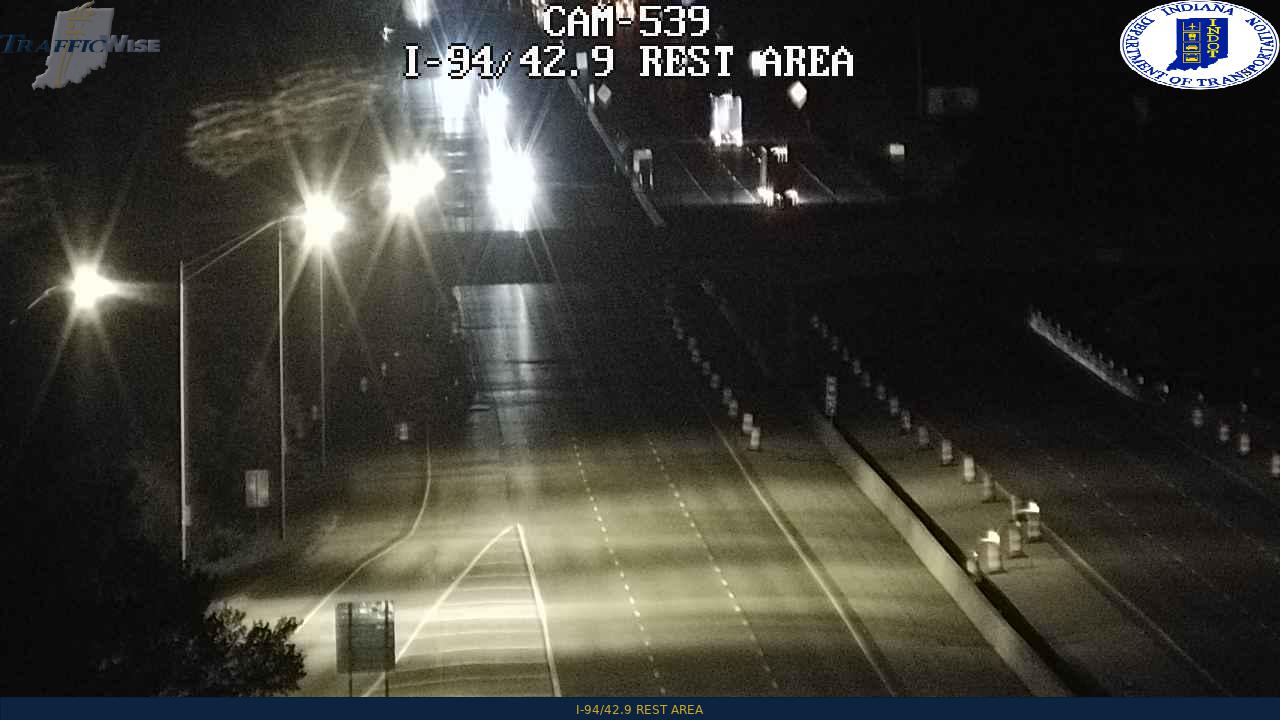 TRAFFICWISE
CAM-539
I-94/42.9 REST AREA
INDIANA
DEPARTMENT OF TRANSPORTATION
INDOT
I-94/42.9 REST AREA